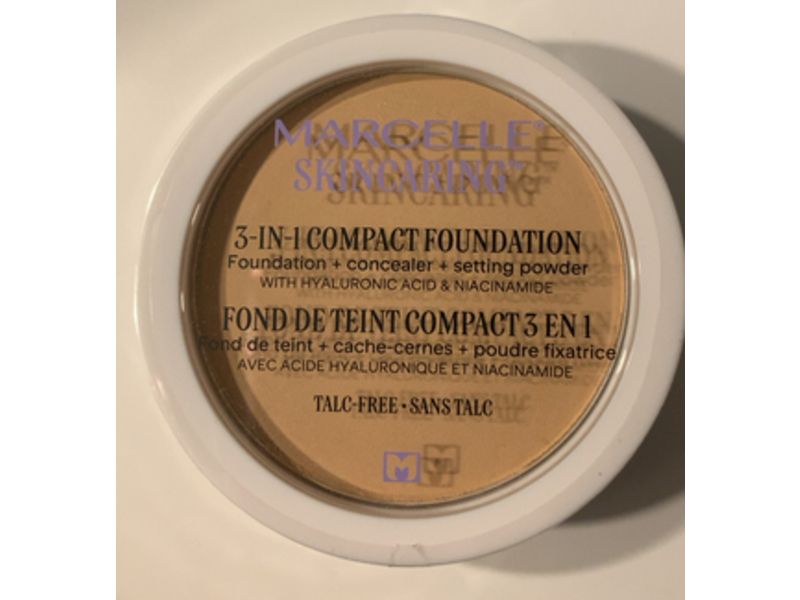 MARCELLE®
SKINCARING™
3-IN-1 COMPACT FOUNDATION
Foundation + concealer + setting powder
WITH HYALURONIC ACID & NIACINAMIDE
FOND DE TEINT COMPACT 3 EN 1
Fond de teint + cache-cernes + poudre fixatrice
AVEC ACIDE HYALURONIQUE ET NIACINAMIDE
TALC-FREE • SANS TALC
M